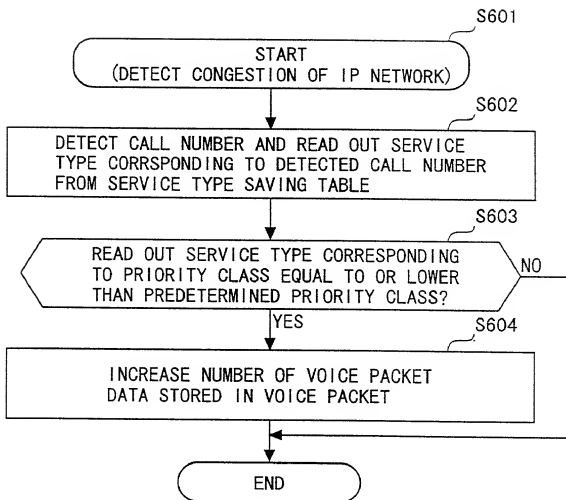 S601
START
(DETECT CONGESTION OF IP NETWORK)
S602
DETECT CALL NUMBER AND READ OUT SERVICE
TYPE CORRSPONDING TO DETECTED CALL NUMBER
FROM SERVICE TYPE SAVING TABLE
S603
READ OUT SERVICE TYPE CORRESPONDING
TO PRIORITY CLASS EQUAL TO OR LOWER
THAN PREDETERMINED PRIORITY CLASS?
NO
YES
S604
INCREASE NUMBER OF VOICE PACKET
DATA STORED IN VOICE PACKET
END